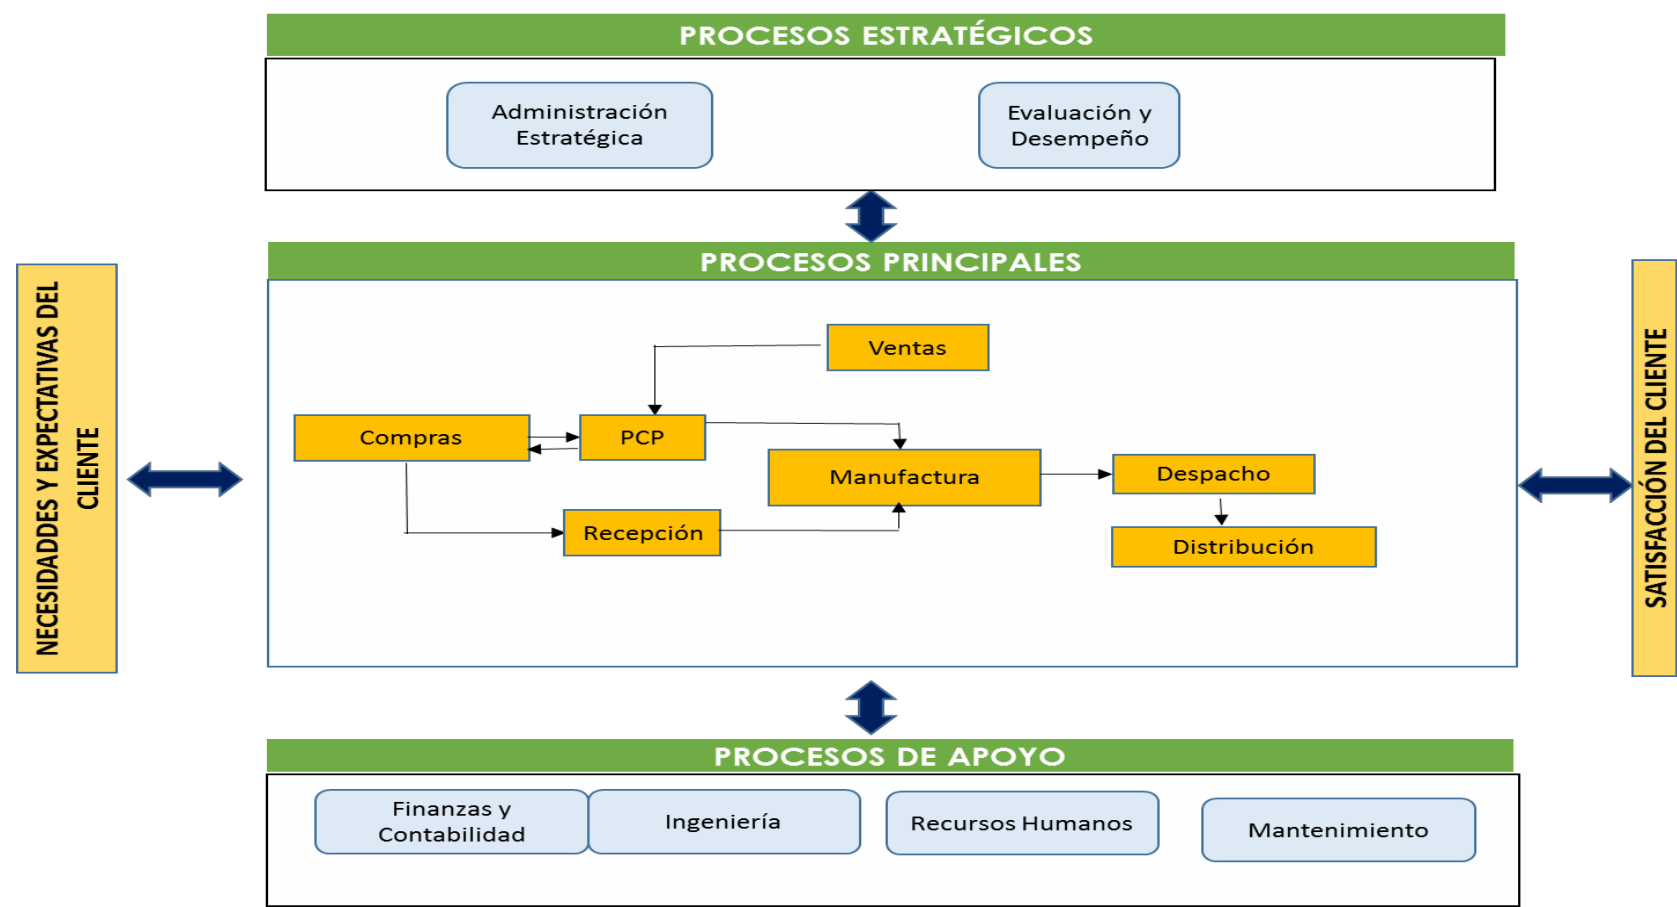 PROCESOS ESTRATÉGICOS
Administración
Estratégica
Evaluación y
Desempeño
PROCESOS PRINCIPALES
NECESIDADDES Y EXPECTATIVAS DEL
CLIENTE
Ventas
Compras
PCP
Manufactura
Despacho
Recepción
Distribución
SATISFACCIÓN DEL CLIENTE
PROCESOS DE APOYO
Finanzas y
Contabilidad
Ingeniería
Recursos Humanos
Mantenimiento